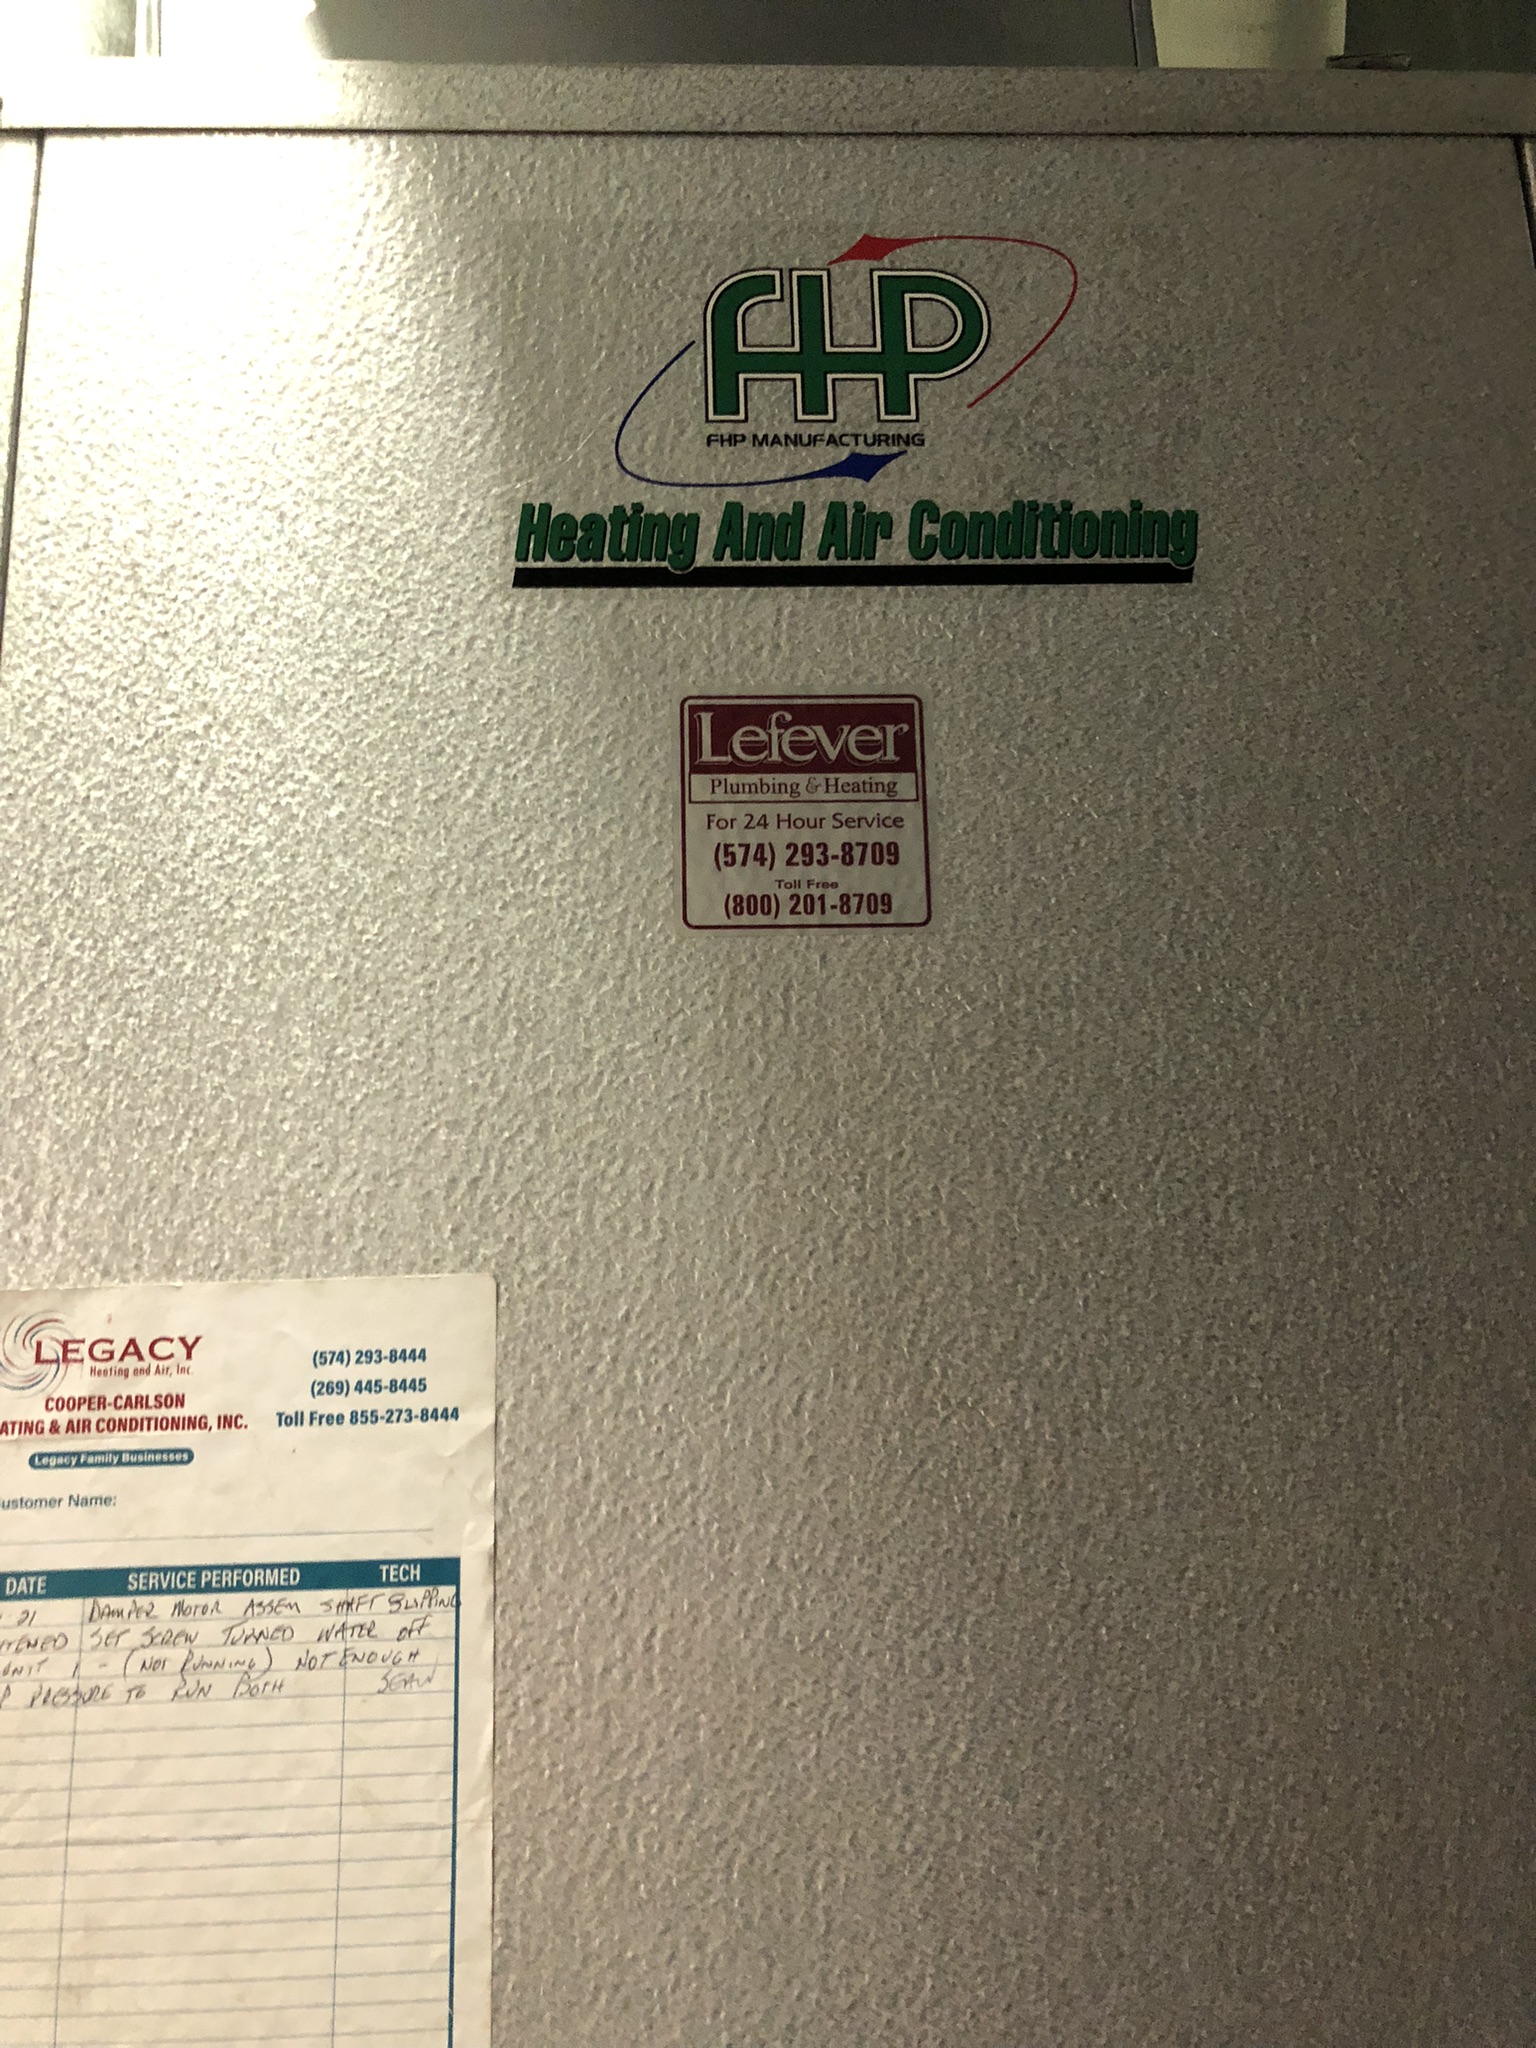 FHP
FHP MANUFACTURING
Heating And Air Conditioning
Lefever
Plumbing & Heating
For 24 Hour Service
(574) 293-8709
Toll Free
(800) 201-8709
LEGACY
Heating and Air, Inc.
COOPER-CARLSON
ATING & AIR CONDITIONING, INC.
Legacy Family Businesses
(574) 293-8444
(269) 445-8445
Toll Free 855-273-8444
ustomer Name:
DATE SERVICE PERFORMED TECH
21 DAMPER MOTOR ASSEM SHAFT SLIPPING
TENED SET SCREW TURNED WATER OFF
UNIT 1 - (NOT RUNNING) NOT ENOUGH
P PRESSURE TO RUN BOTH SEAN